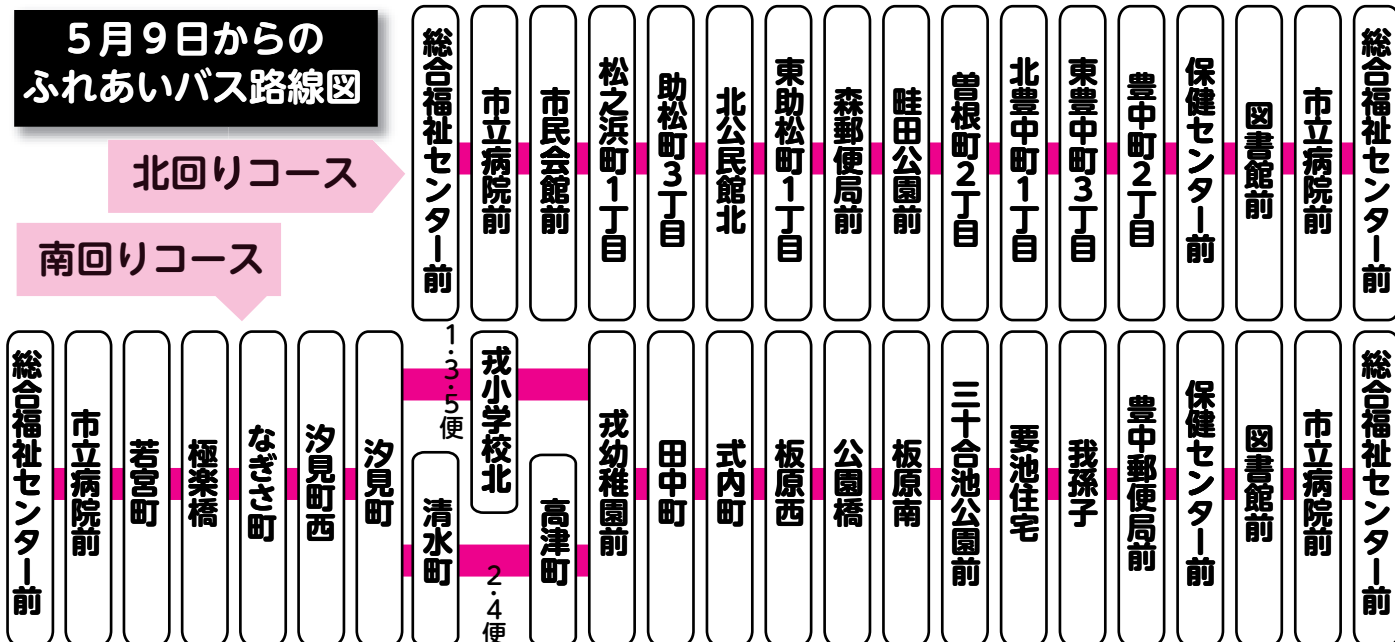 5月9日からの
ふれあいバス路線図
北回りコース
総合福祉センター前
市立病院前
市民会館前
松之浜町1丁目
助松町3丁目
北公民館北
東助松町1丁目
森郵便局前
畦田公園前
曽根町2丁目
北豊中町1丁目
東豊中町3丁目
豊中町2丁目
保健センター前
図書館前
市立病院前
総合福祉センター前
南回りコース
総合福祉センター前
市立病院前
若宮町
極楽橋
なぎさ町
汐見町西
汐見町
1・3・5便
戎小学校北
清水町
2・4便
高津町
戎幼稚園前
田中町
式内町
板原西
公園橋
板原南
三十合池公園前
要池住宅
我孫子
豊中郵便局前
保健センター前
図書館前
市立病院前
総合福祉センター前